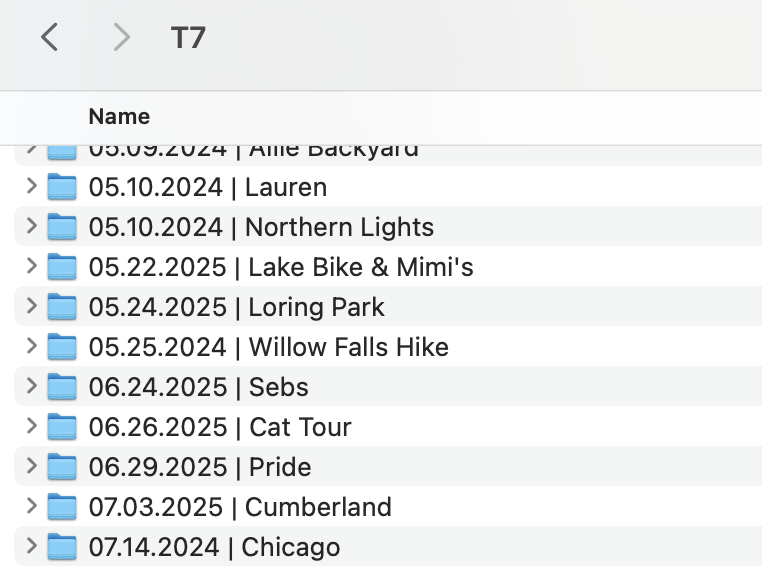 T7
Name
05.09.2024 | Allie Backyard
05.10.2024 | Lauren
05.10.2024 | Northern Lights
05.22.2025 | Lake Bike & Mimi's
05.24.2025 | Loring Park
05.25.2024 | Willow Falls Hike
06.24.2025 | Sebs
06.26.2025 | Cat Tour
06.29.2025 | Pride
07.03.2025 | Cumberland
07.14.2024 | Chicago